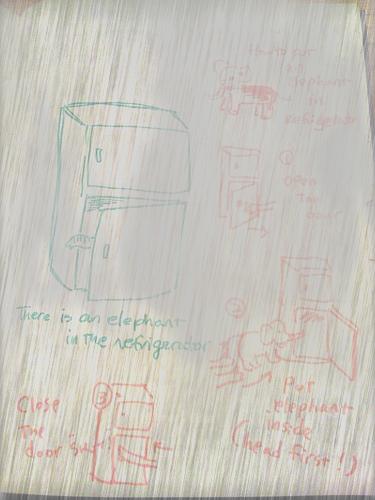 How to put
an
elephant
in
refrigerator
①
open
the
door
There is an elephant
in the refrigerator
②
put
elephant
inside
(head first!)
③
Close
The
door "shut"!